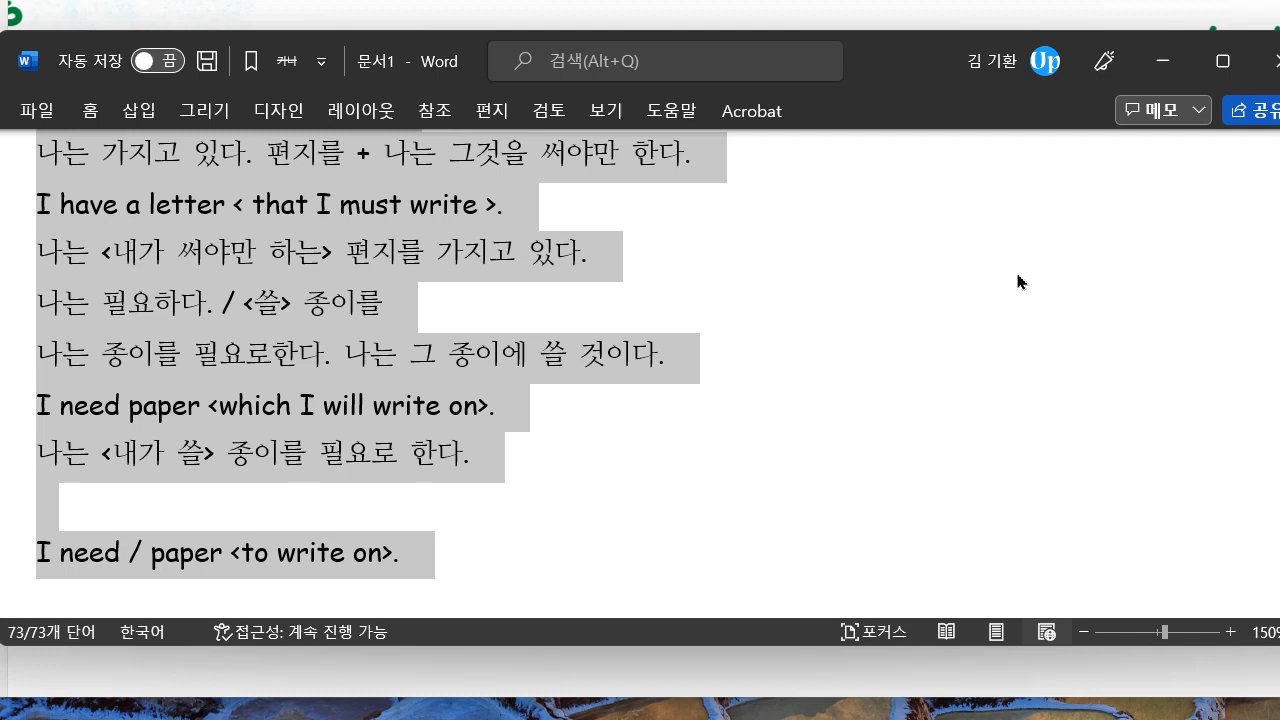 자동 저장 끔 문서1 - Word 검색(Alt+Q) 김 기환 Up
파일 홈 삽입 그리기 디자인 레이아웃 참조 편지 검토 보기 도움말 Acrobat 메모 공유
나는 가지고 있다. 편지를 + 나는 그것을 써야만 한다.
I have a letter < that I must write >.
나는 <내가 써야만 하는> 편지를 가지고 있다.
나는 필요하다. / <쓸> 종이를
나는 종이를 필요로한다. 나는 그 종이에 쓸 것이다.
I need paper <which I will write on>.
나는 <내가 쓸> 종이를 필요로 한다.
I need / paper <to write on>.
73/73개 단어 한국어 접근성: 계속 진행 가능 포커스 150%